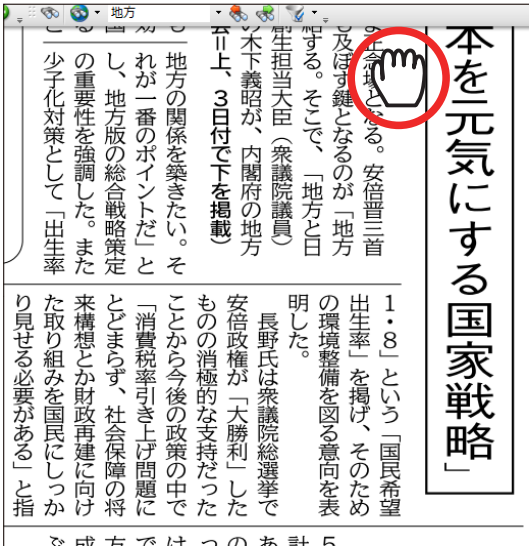 地方
本を元気にする国家戦略」
正念場となる。安倍晋三首
も及ぼす鍵となるのが「地方
結する。そこで、「地方と日
創生担当大臣（衆議院議員）
の木下義昭が、内閣府の地方
会＝上、３日付で下を掲載）
地方の関係を築きたい。そ
れが一番のポイントだ」と
し、地方版の総合戦略策定
の重要性を強調した。また
少子化対策として「出生率
１・８」という「国民希望
出生率」を掲げ、そのため
の環境整備を図る意向を表
明した。
長野氏は衆議院総選挙で
安倍政権が「大勝利」した
ものの消極的な支持だった
ことから今後の政策の中で
「消費税率引き上げ問題に
とどまらず、社会保障の将
来構想とか財政再建に向け
た取り組みを国民にしっか
り見せる必要がある」と指